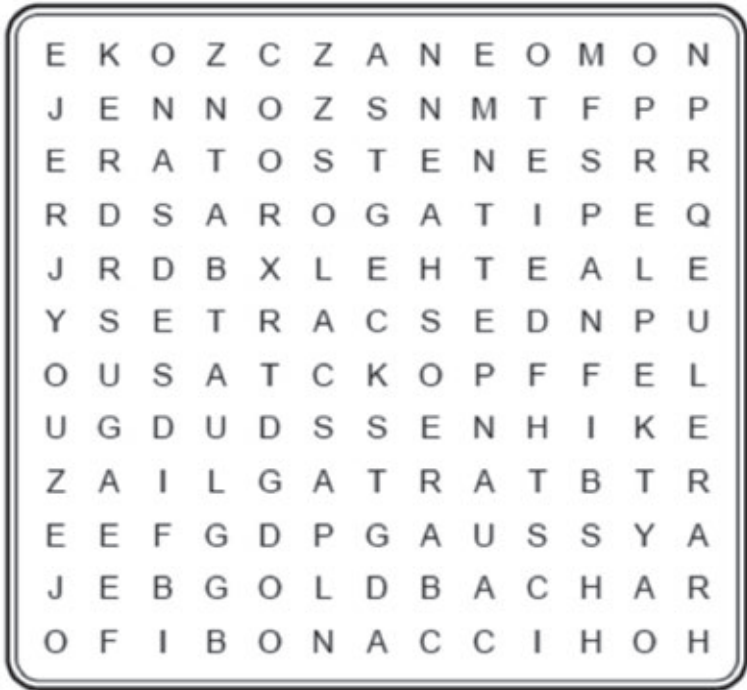 E K O Z C Z A N E O M O N
J E N N O Z S N M T F P P
E R A T O S T E N E S R R
R D S A R O G A T I P E Q
J R D B X L E H T E A L E
Y S E T R A C S E D N P U
O U S A T C K O P F F E L
U G D U D S S E N H I K E
Z A I L G A T R A T B T R
E E F G D P G A U S S Y A
J E B G O L D B A C H A R
O F I B O N A C C I H O H